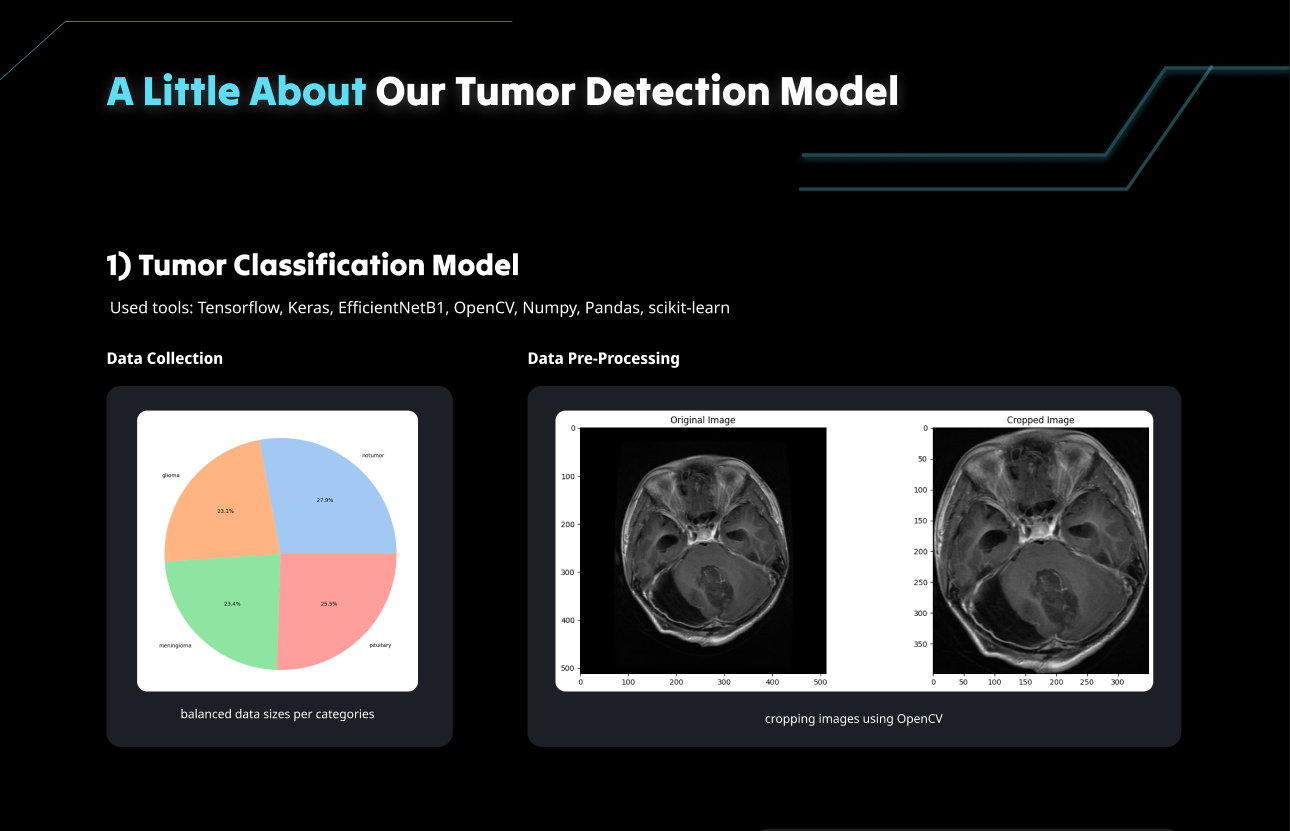 A Little About Our Tumor Detection Model
1) Tumor Classification Model
Used tools: Tensorflow, Keras, EfficientNetB1, OpenCV, Numpy, Pandas, scikit-learn
Data Collection
notumor
27.9%
glioma
23.1%
23.4%
meningioma
25.5%
pituitary
balanced data sizes per categories
Data Pre-Processing
Original Image
0
100
200
300
400
500
0 100 200 300 400 500
Cropped Image
0
50
100
150
200
250
300
350
0 50 100 150 200 250 300
cropping images using OpenCV